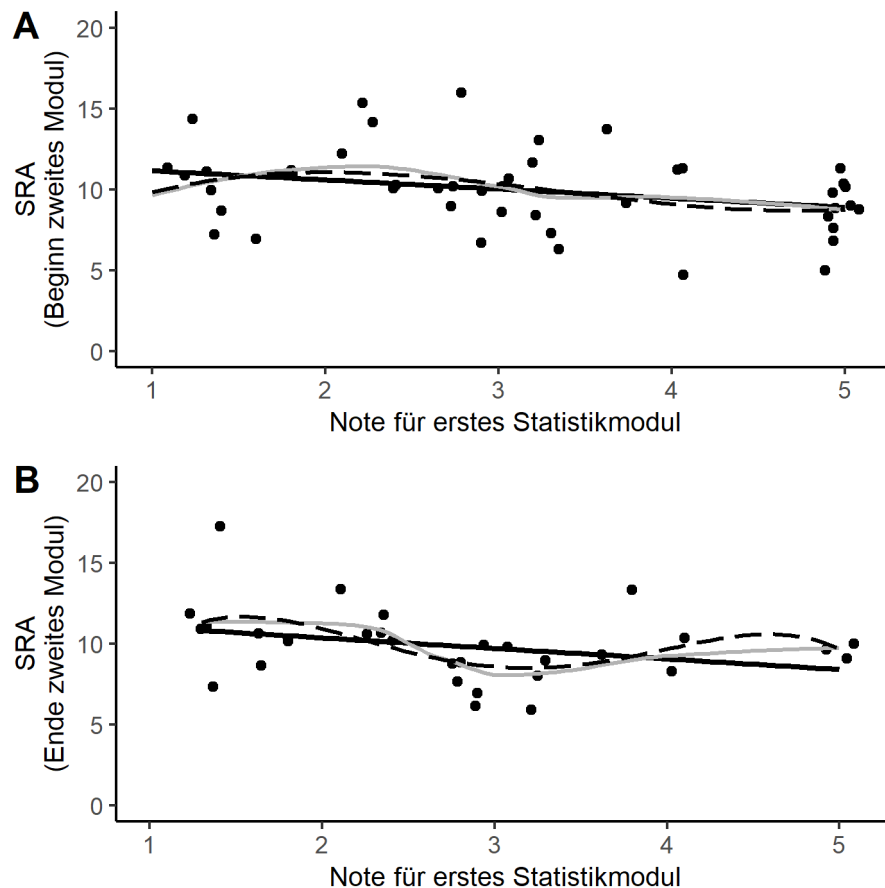 A
SRA
(Beginn zweites Modul)
20
15
10
5
0
1 2 3 4 5
Note für erstes Statistikmodul
B
SRA
(Ende zweites Modul)
20
15
10
5
0
1 2 3 4 5
Note für erstes Statistikmodul